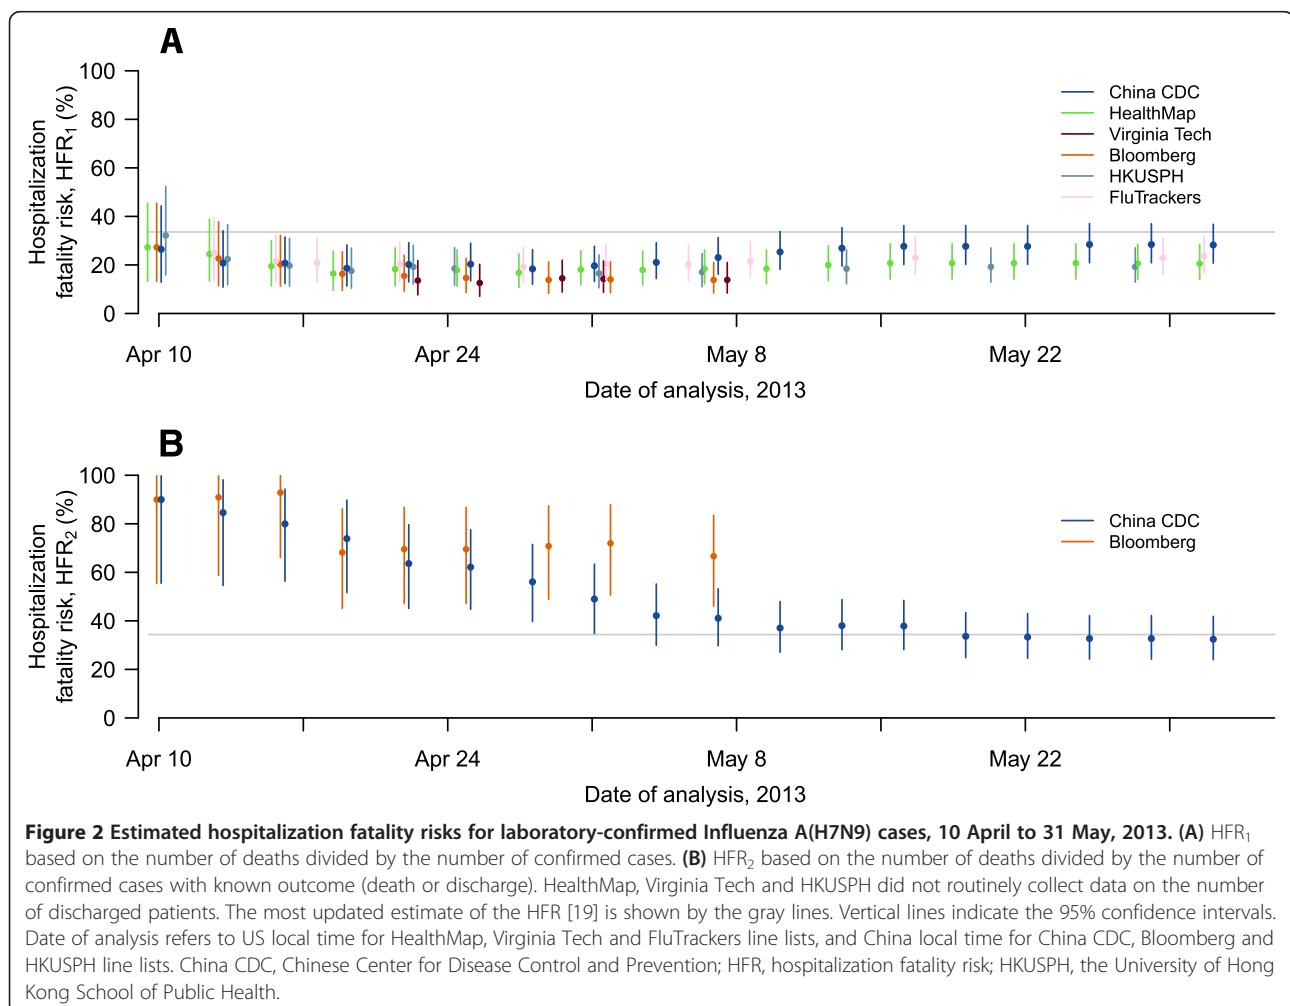 A
Hospitalization
fatality risk, HFR1 (%)
100
80
60
40
20
0
China CDC
HealthMap
Virginia Tech
Bloomberg
HKUSPH
FluTrackers
Apr 10
Apr 24
May 8
May 22
Date of analysis, 2013
B
Hospitalization
fatality risk, HFR2 (%)
100
80
60
40
20
0
China CDC
Bloomberg
Apr 10
Apr 24
May 8
May 22
Date of analysis, 2013
Figure 2 Estimated hospitalization fatality risks for laboratory-confirmed Influenza A(H7N9) cases, 10 April to 31 May, 2013. (A) HFR1
based on the number of deaths divided by the number of confirmed cases. (B) HFR2 based on the number of deaths divided by the number of
confirmed cases with known outcome (death or discharge). HealthMap, Virginia Tech and HKUSPH did not routinely collect data on the number
of discharged patients. The most updated estimate of the HFR [19] is shown by the gray lines. Vertical lines indicate the 95% confidence intervals.
Date of analysis refers to US local time for HealthMap, Virginia Tech and FluTrackers line lists, and China local time for China CDC, Bloomberg and
HKUSPH line lists. China CDC, Chinese Center for Disease Control and Prevention; HFR, hospitalization fatality risk; HKUSPH, the University of Hong
Kong School of Public Health.